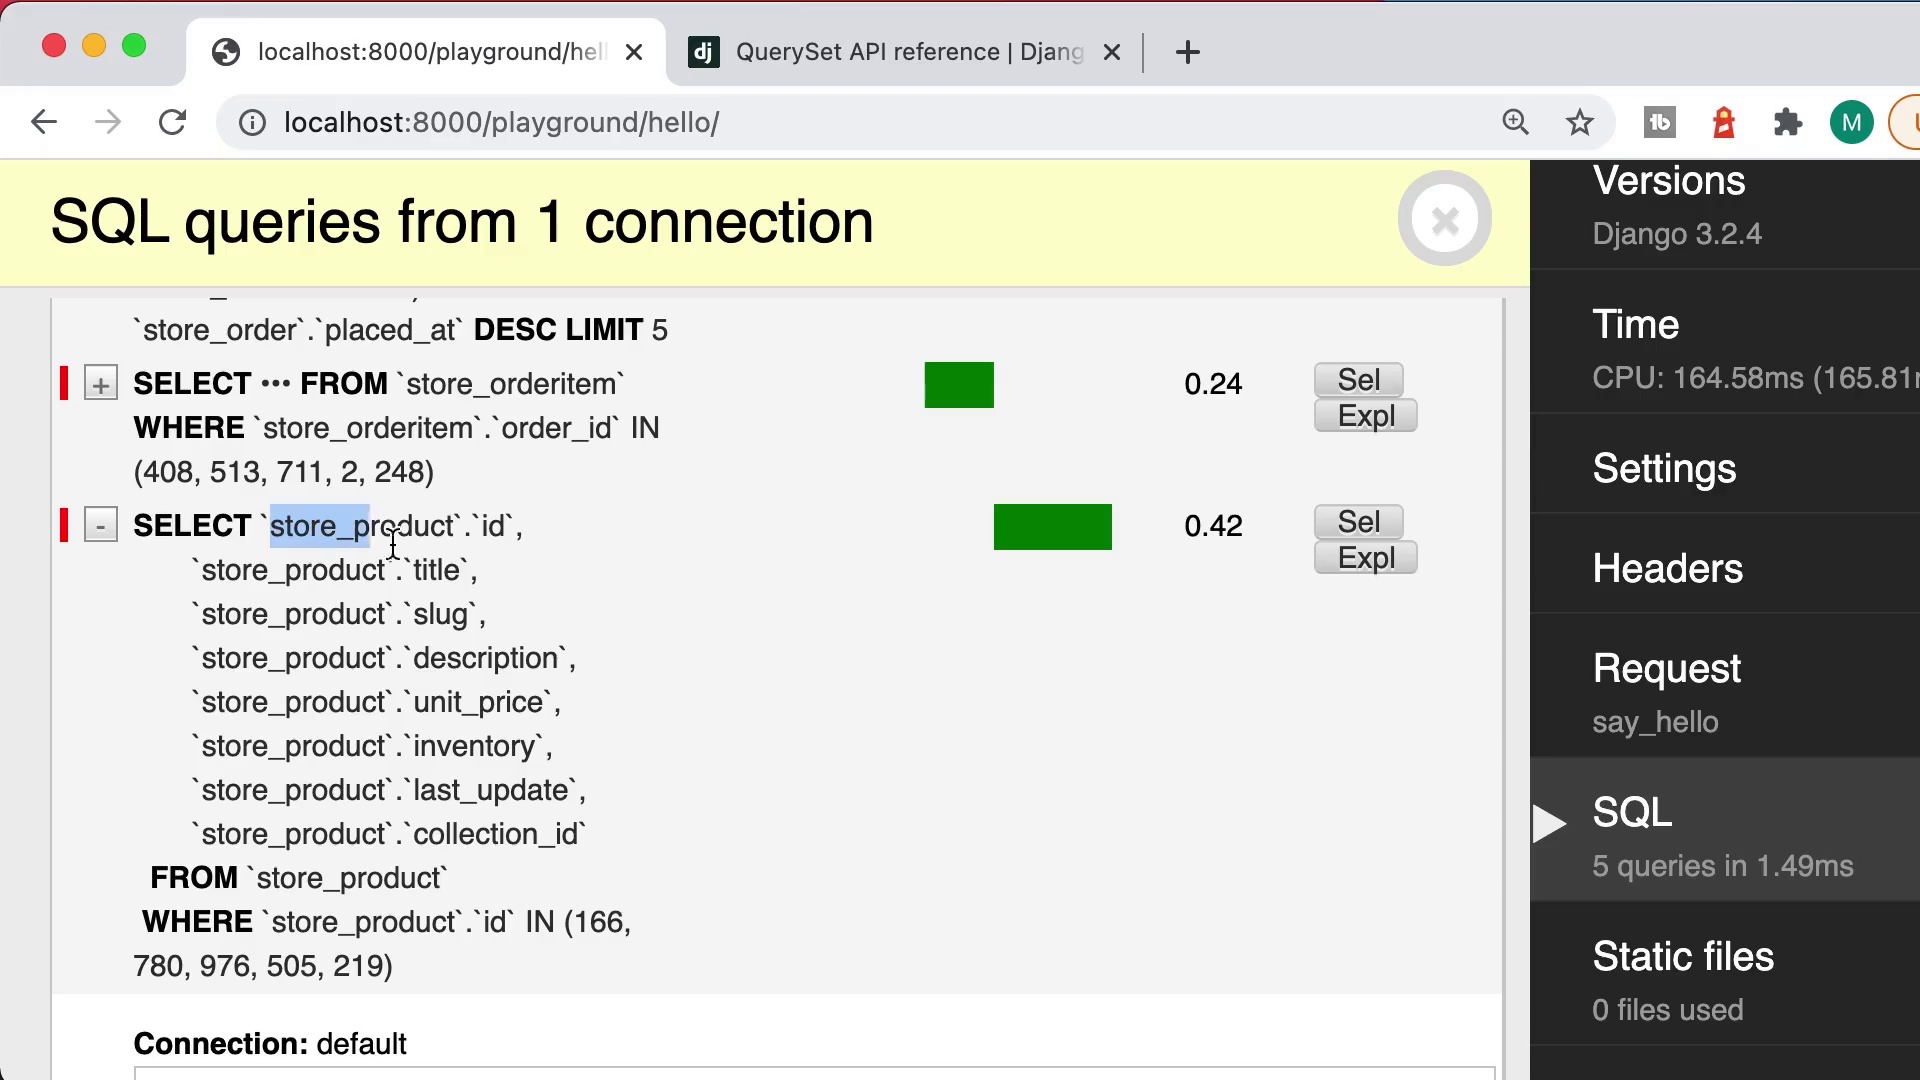 localhost:8000/playground/hel
QuerySet API reference | Djang
localhost:8000/playground/hello/
M
SQL queries from 1 connection
`store_order`.`placed_at` DESC LIMIT 5
+ SELECT ••• FROM `store_orderitem`
WHERE `store_orderitem`.`order_id` IN
(408, 513, 711, 2, 248)
0.24
Sel
Expl
- SELECT `store_product`.`id`,
`store_product`.`title`,
`store_product`.`slug`,
`store_product`.`description`,
`store_product`.`unit_price`,
`store_product`.`inventory`,
`store_product`.`last_update`,
`store_product`.`collection_id`
FROM `store_product`
WHERE `store_product`.`id` IN (166,
780, 976, 505, 219)
0.42
Sel
Expl
Connection: default
Versions
Django 3.2.4
Time
CPU: 164.58ms (165.81
Settings
Headers
Request
say_hello
SQL
5 queries in 1.49ms
Static files
0 files used